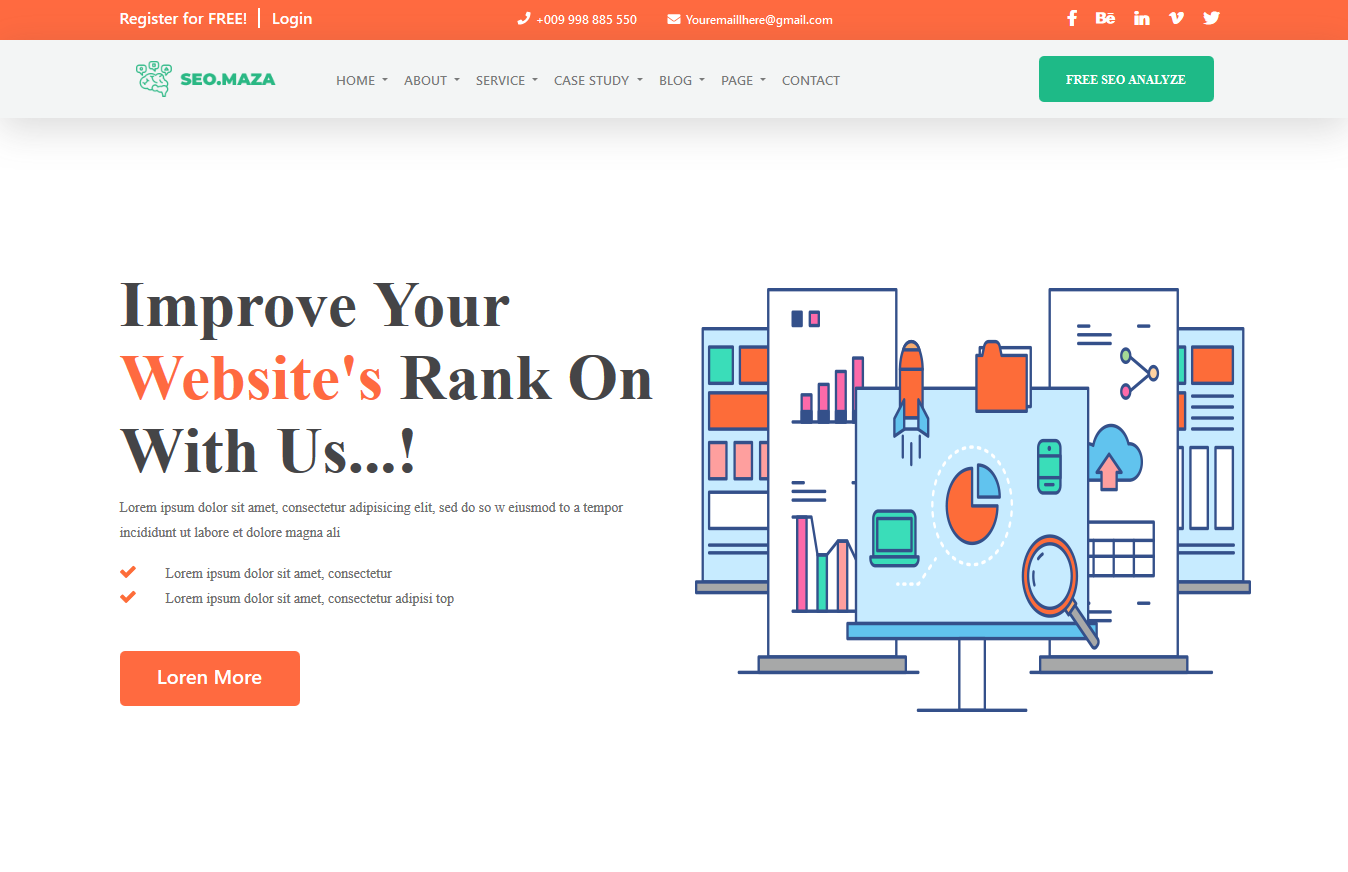 Register for FREE! Login
+009 998 885 550
Youremaillhere@gmail.com
SEO.MAZA
HOME ABOUT SERVICE CASE STUDY BLOG PAGE CONTACT
FREE SEO ANALYZE
Improve Your
Website's Rank On
With Us...!
Lorem ipsum dolor sit amet, consectetur adipisicing elit, sed do so w eiusmod to a tempor
incididunt ut labore et dolore magna ali
Lorem ipsum dolor sit amet, consectetur
Lorem ipsum dolor sit amet, consectetur adipisi top
Loren More